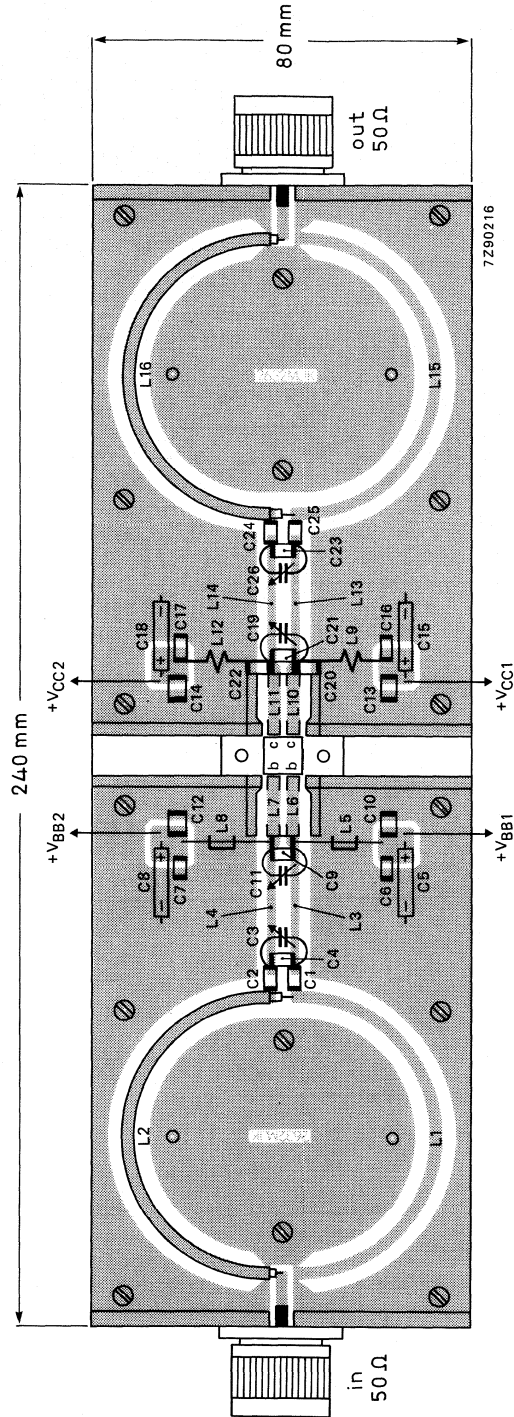 240 mm
80 mm
in
50 Ω
out
50 Ω
+VBB2
+VCC2
C8
C12
C7
L8
C14
C18
C17
L12
L2
L16
L4
C3
C11
L7
L11
C22
C19
L14
C26
C24
C2
b c
b c
C1
C4
L3
C9
L6
L10
C20
C21
L13
C23
C25
L1
L15
L5
C6
C10
C5
L9
C13
C16
C15
+VBB1
+VCC1
7Z90216